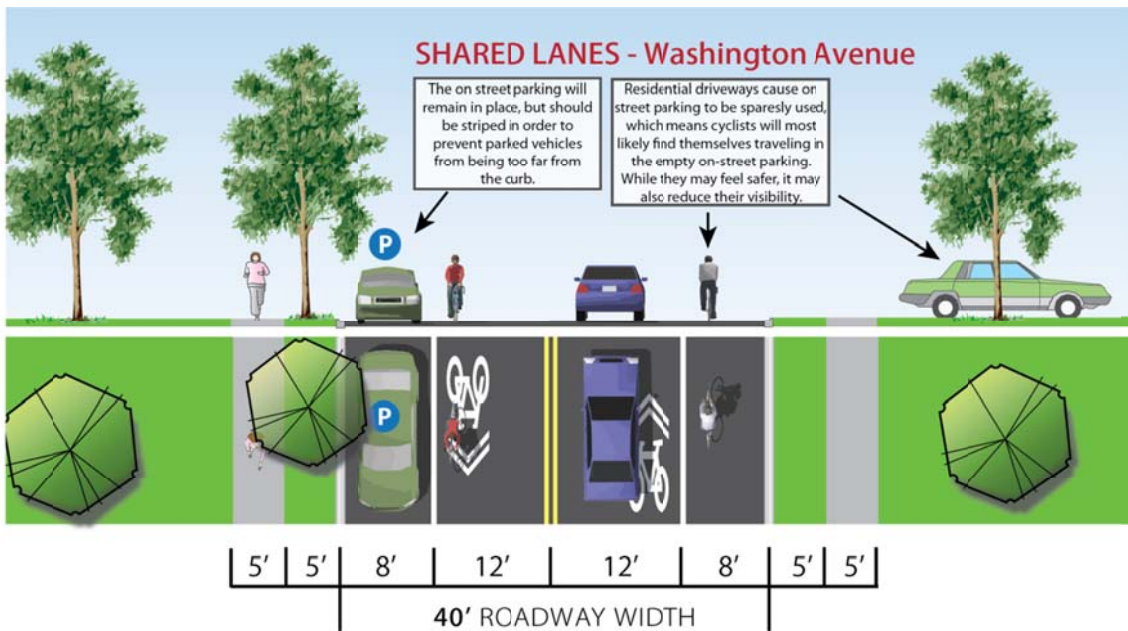 SHARED LANES - Washington Avenue
The on street parking will
remain in place, but should
be striped in order to
prevent parked vehicles
from being too far from
the curb.
Residential driveways cause on
street parking to be sparesly used,
which means cyclists will most
likely find themselves traveling in
the empty on-street parking.
While they may feel safer, it may
also reduce their visibility.
P
P
5' 5' 8' 12' 12' 8' 5' 5'
40' ROADWAY WIDTH